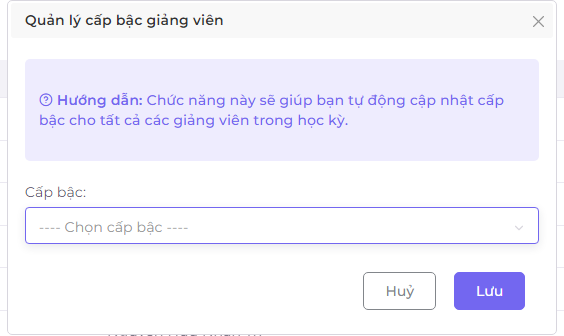 Quản lý cấp bậc giảng viên
Hướng dẫn: Chức năng này sẽ giúp bạn tự động cập nhật cấp
bậc cho tất cả các giảng viên trong học kỳ.
Cấp bậc:
---- Chọn cấp bậc ----
Huỷ
Lưu